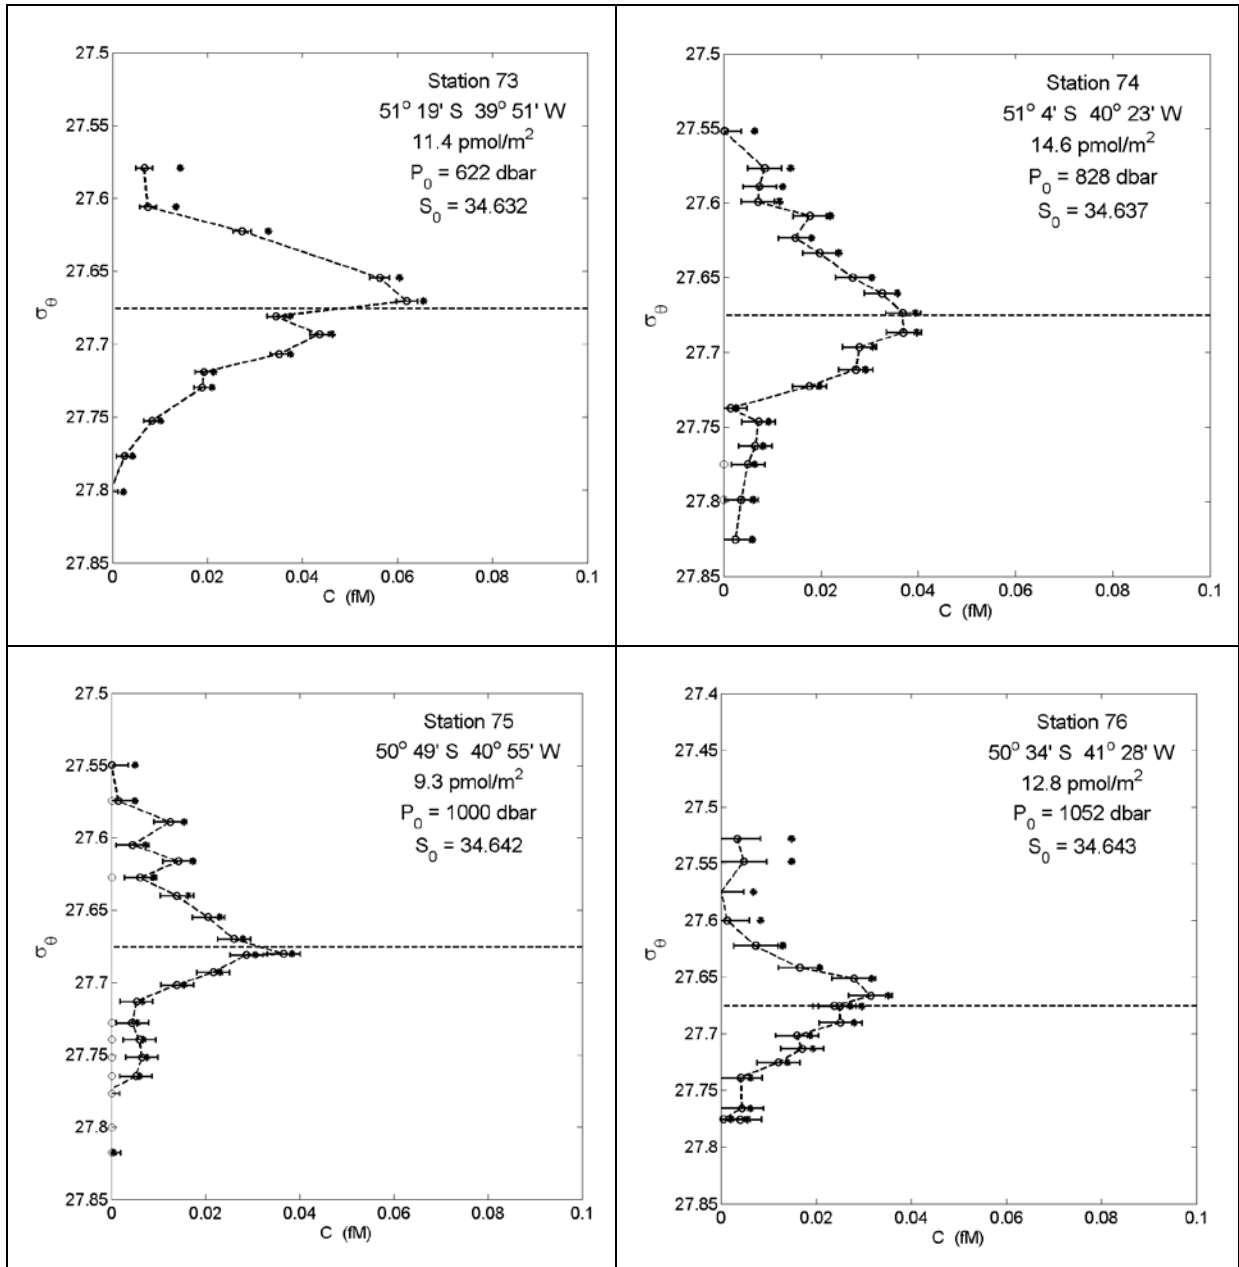 27.5
27.55
27.6
27.65
27.7
27.75
27.8
27.85
σθ
Station 73
51° 19' S 39° 51' W
11.4 pmol/m²
P₀ = 622 dbar
S₀ = 34.632
0 0.02 0.04 0.06 0.08 0.1
C (fM)
27.5
27.55
27.6
27.65
27.7
27.75
27.8
27.85
σθ
Station 74
51° 4' S 40° 23' W
14.6 pmol/m²
P₀ = 828 dbar
S₀ = 34.637
0 0.02 0.04 0.06 0.08 0.1
C (fM)
27.5
27.55
27.6
27.65
27.7
27.75
27.8
27.85
σθ
Station 75
50° 49' S 40° 55' W
9.3 pmol/m²
P₀ = 1000 dbar
S₀ = 34.642
0 0.02 0.04 0.06 0.08 0.1
C (fM)
27.4
27.45
27.5
27.55
27.6
27.65
27.7
27.75
27.8
27.85
σθ
Station 76
50° 34' S 41° 28' W
12.8 pmol/m²
P₀ = 1052 dbar
S₀ = 34.643
0 0.02 0.04 0.06 0.08 0.1
C (fM)